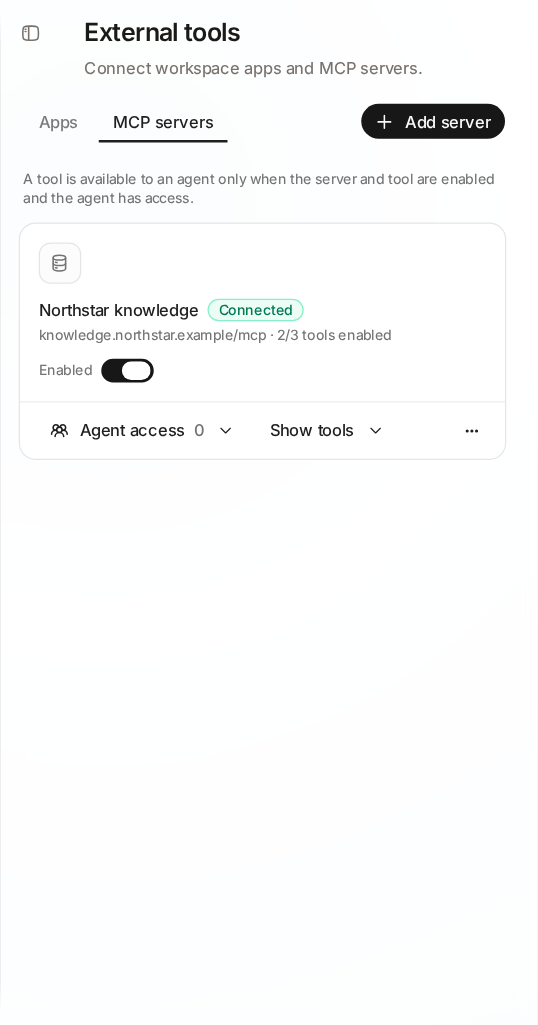 External tools
Connect workspace apps and MCP servers.
Apps
MCP servers
Add server
A tool is available to an agent only when the server and tool are enabled
and the agent has access.
Northstar knowledge
Connected
knowledge.northstar.example/mcp · 2/3 tools enabled
Enabled
Agent access 0
Show tools